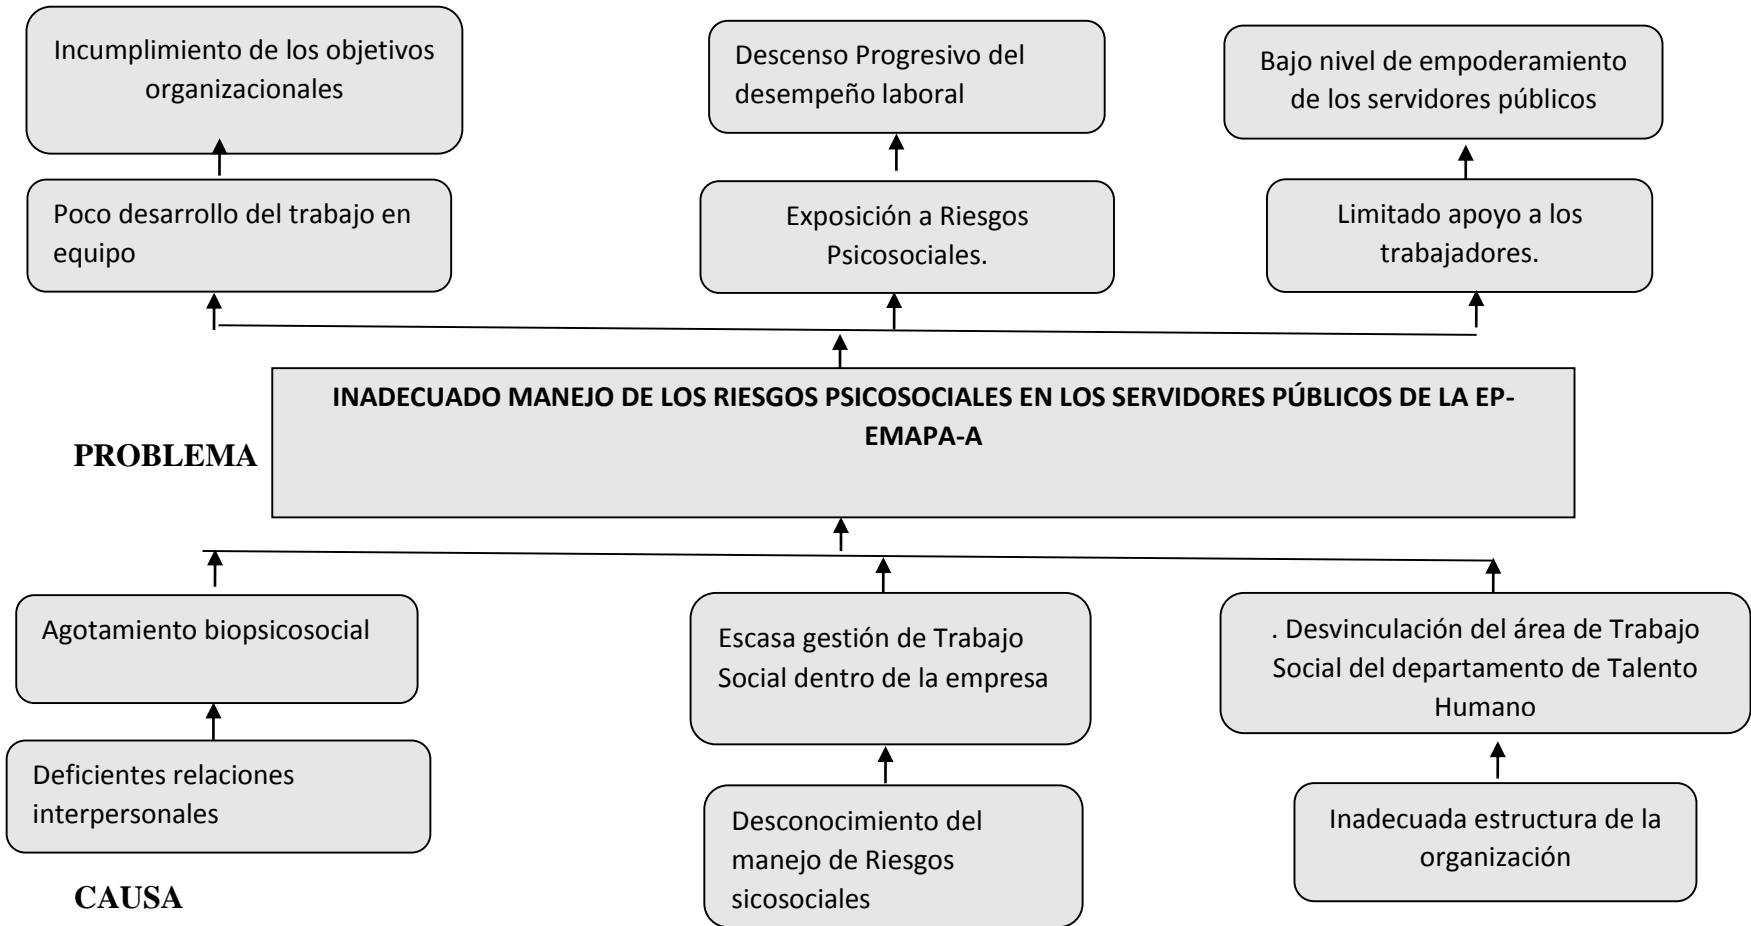 Incumplimiento de los objetivos
organizacionales
Descenso Progresivo del
desempeño laboral
Bajo nivel de empoderamiento
de los servidores públicos
Poco desarrollo del trabajo en
equipo
Exposición a Riesgos
Psicosociales.
Limitado apoyo a los
trabajadores.
INADECUADO MANEJO DE LOS RIESGOS PSICOSOCIALES EN LOS SERVIDORES PÚBLICOS DE LA EP-
EMAPA-A
PROBLEMA
Agotamiento biopsicosocial
Escasa gestión de Trabajo
Social dentro de la empresa
. Desvinculación del área de Trabajo
Social del departamento de Talento
Humano
Deficientes relaciones
interpersonales
Desconocimiento del
manejo de Riesgos
sicosociales
Inadecuada estructura de la
organización
CAUSA